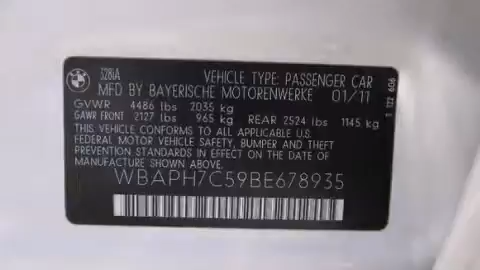 BMW
328iA VEHICLE TYPE: PASSENGER CAR
MFD BY BAYERISCHE MOTORENWERKE 01/11
GVWR 4486 lbs 2035 kg
GAWR FRONT 2127 lbs 965 kg REAR 2524 lbs 1145 kg
THIS VEHICLE CONFORMS TO ALL APPLICABLE U.S.
FEDERAL MOTOR VEHICLE SAFETY, BUMPER AND THEFT
PREVENTION STANDARDS IN EFFECT ON THE DATE OF
MANUFACTURE SHOWN ABOVE.
WBAPH7C59BE678935